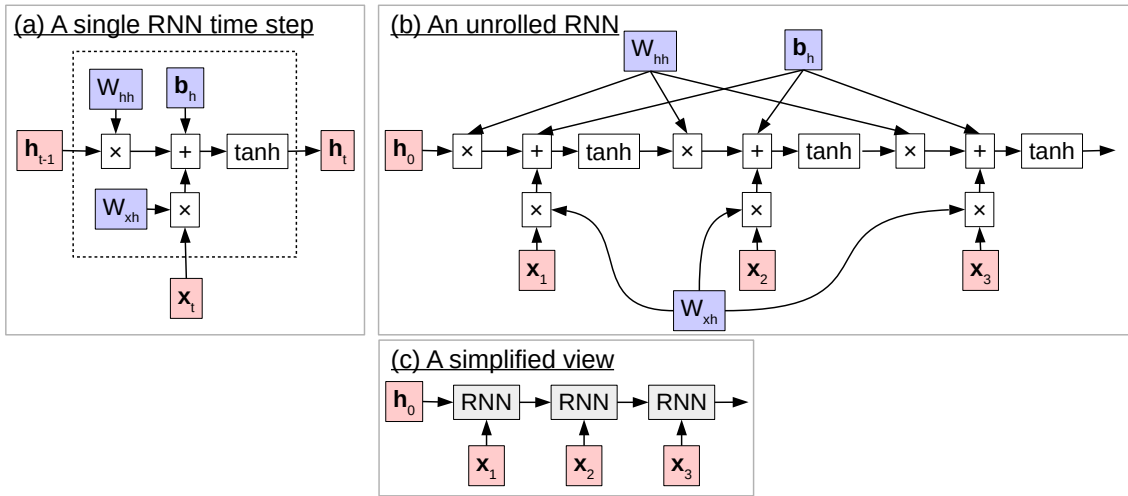 (a) A single RNN time step
W_hh b_h
h_t-1 × + tanh h_t
W_xh ×
x_t
(b) An unrolled RNN
W_hh b_h
h_0 × + tanh × + tanh × + tanh
× × ×
x_1 x_2 x_3
W_xh
(c) A simplified view
h_0 RNN RNN RNN
x_1 x_2 x_3